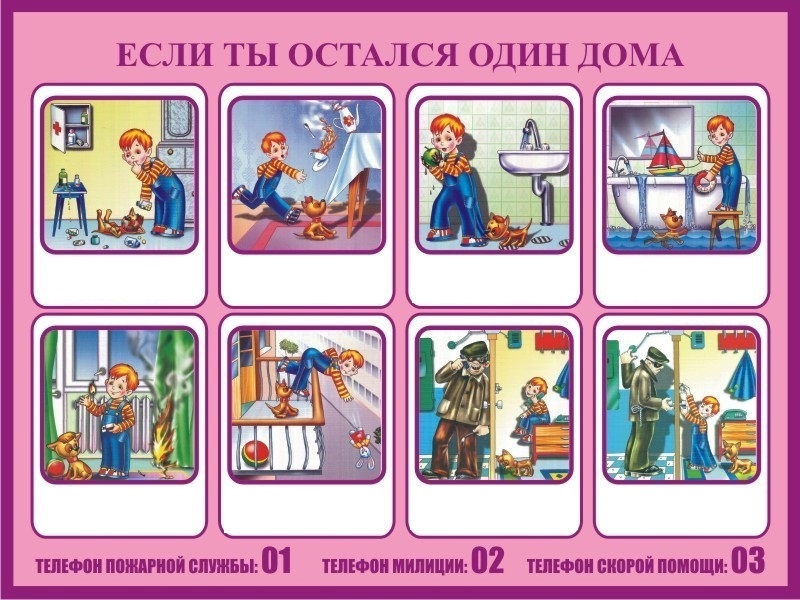 ЕСЛИ ТЫ ОСТАЛСЯ ОДИН ДОМА
ТЕЛЕФОН ПОЖАРНОЙ СЛУЖБЫ: 01 ТЕЛЕФОН МИЛИЦИИ: 02 ТЕЛЕФОН СКОРОЙ ПОМОЩИ: 03